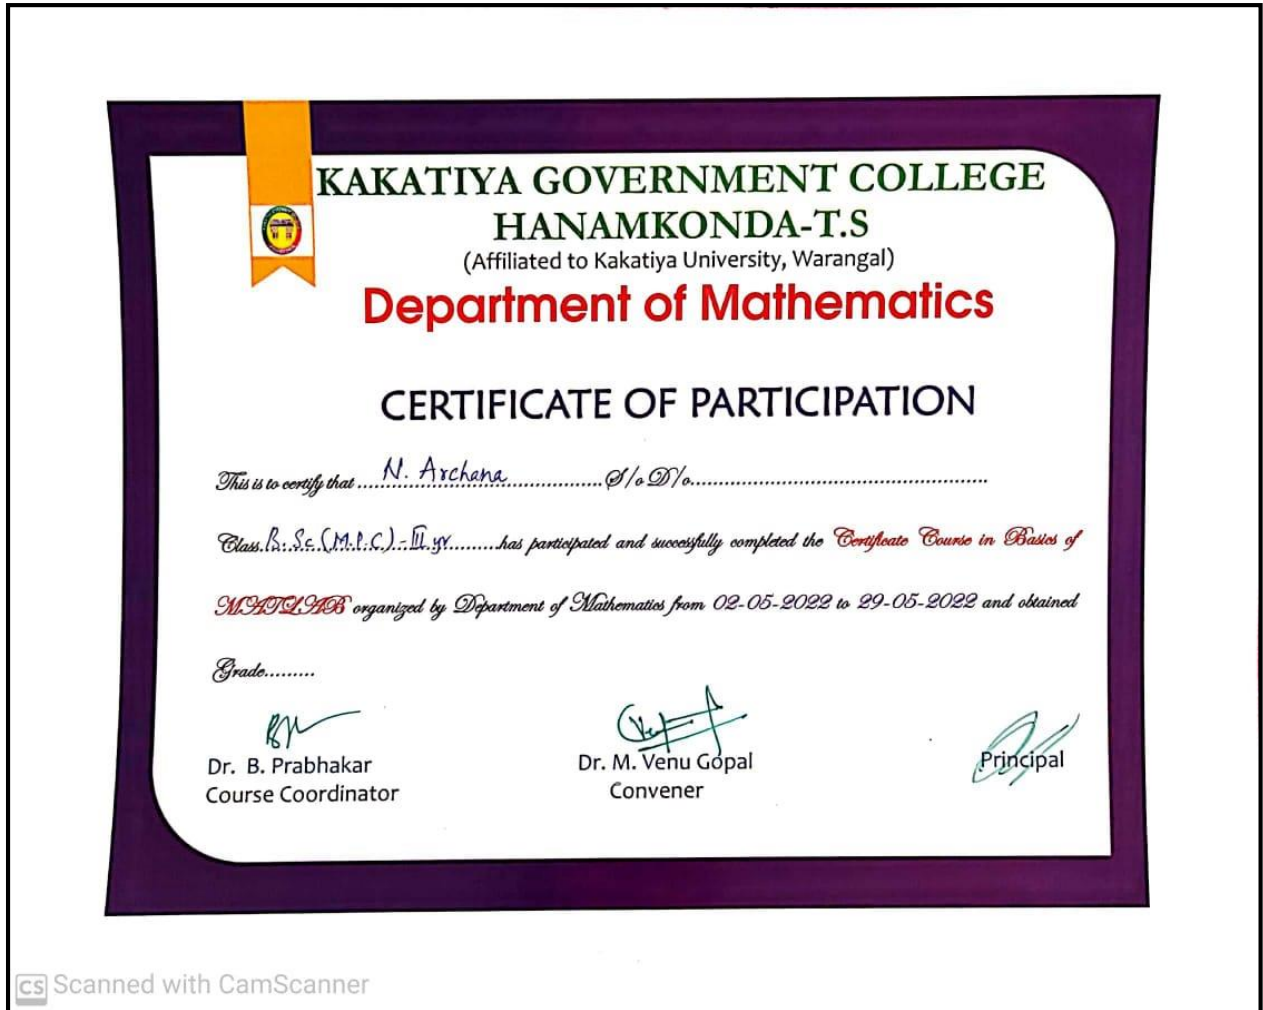 KAKATIYA GOVERNMENT COLLEGE
HANAMKONDA-T.S
(Affiliated to Kakatiya University, Warangal)
Department of Mathematics
CERTIFICATE OF PARTICIPATION
This is to certify that ...... N. Archana ...... S/o D/o......
Class. B.Sc (M.P.C) - III yr ...... has participated and successfully completed the Certificate Course in Basics of
MATLAB organized by Department of Mathematics from 02-05-2022 to 29-05-2022 and obtained
Grade.........
Dr. B. Prabhakar
Course Coordinator
Dr. M. Venu Gopal
Convener
Principal
CS Scanned with CamScanner